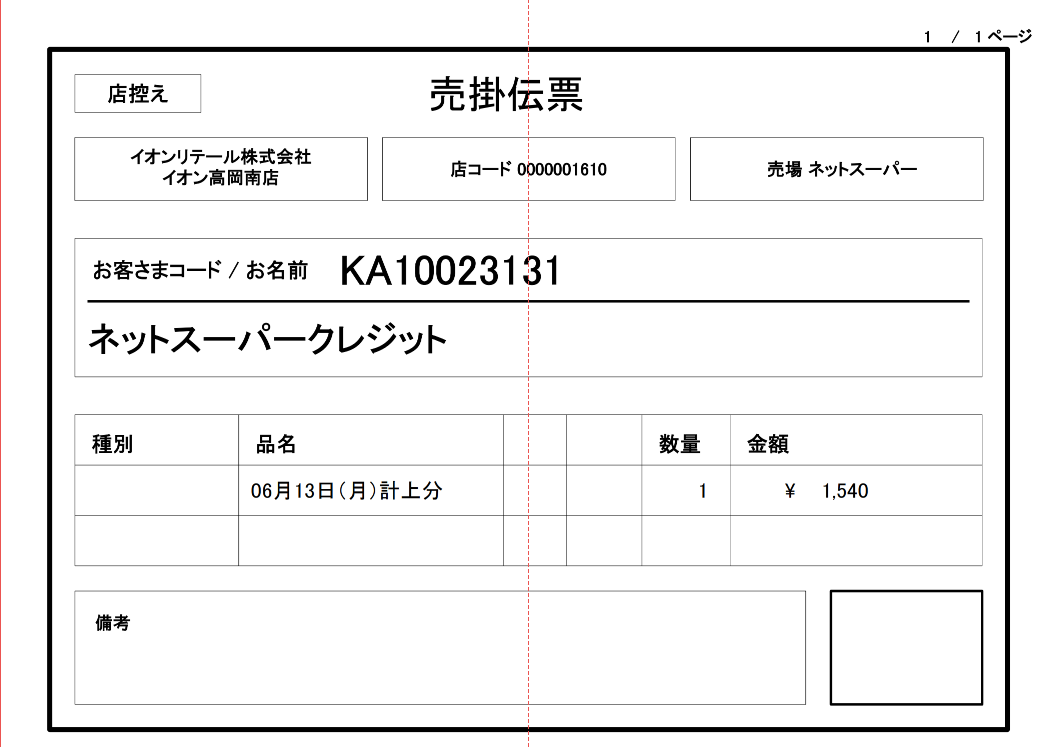 1 / 1 ページ
店控え
売掛伝票
イオンリテール株式会社
イオン高岡南店
店コード 0000001610
売場 ネットスーパー
お客さまコード / お名前 KA10023131
ネットスーパークレジット
種別 品名 数量 金額
06月13日(月)計上分 1 ¥ 1,540
備考